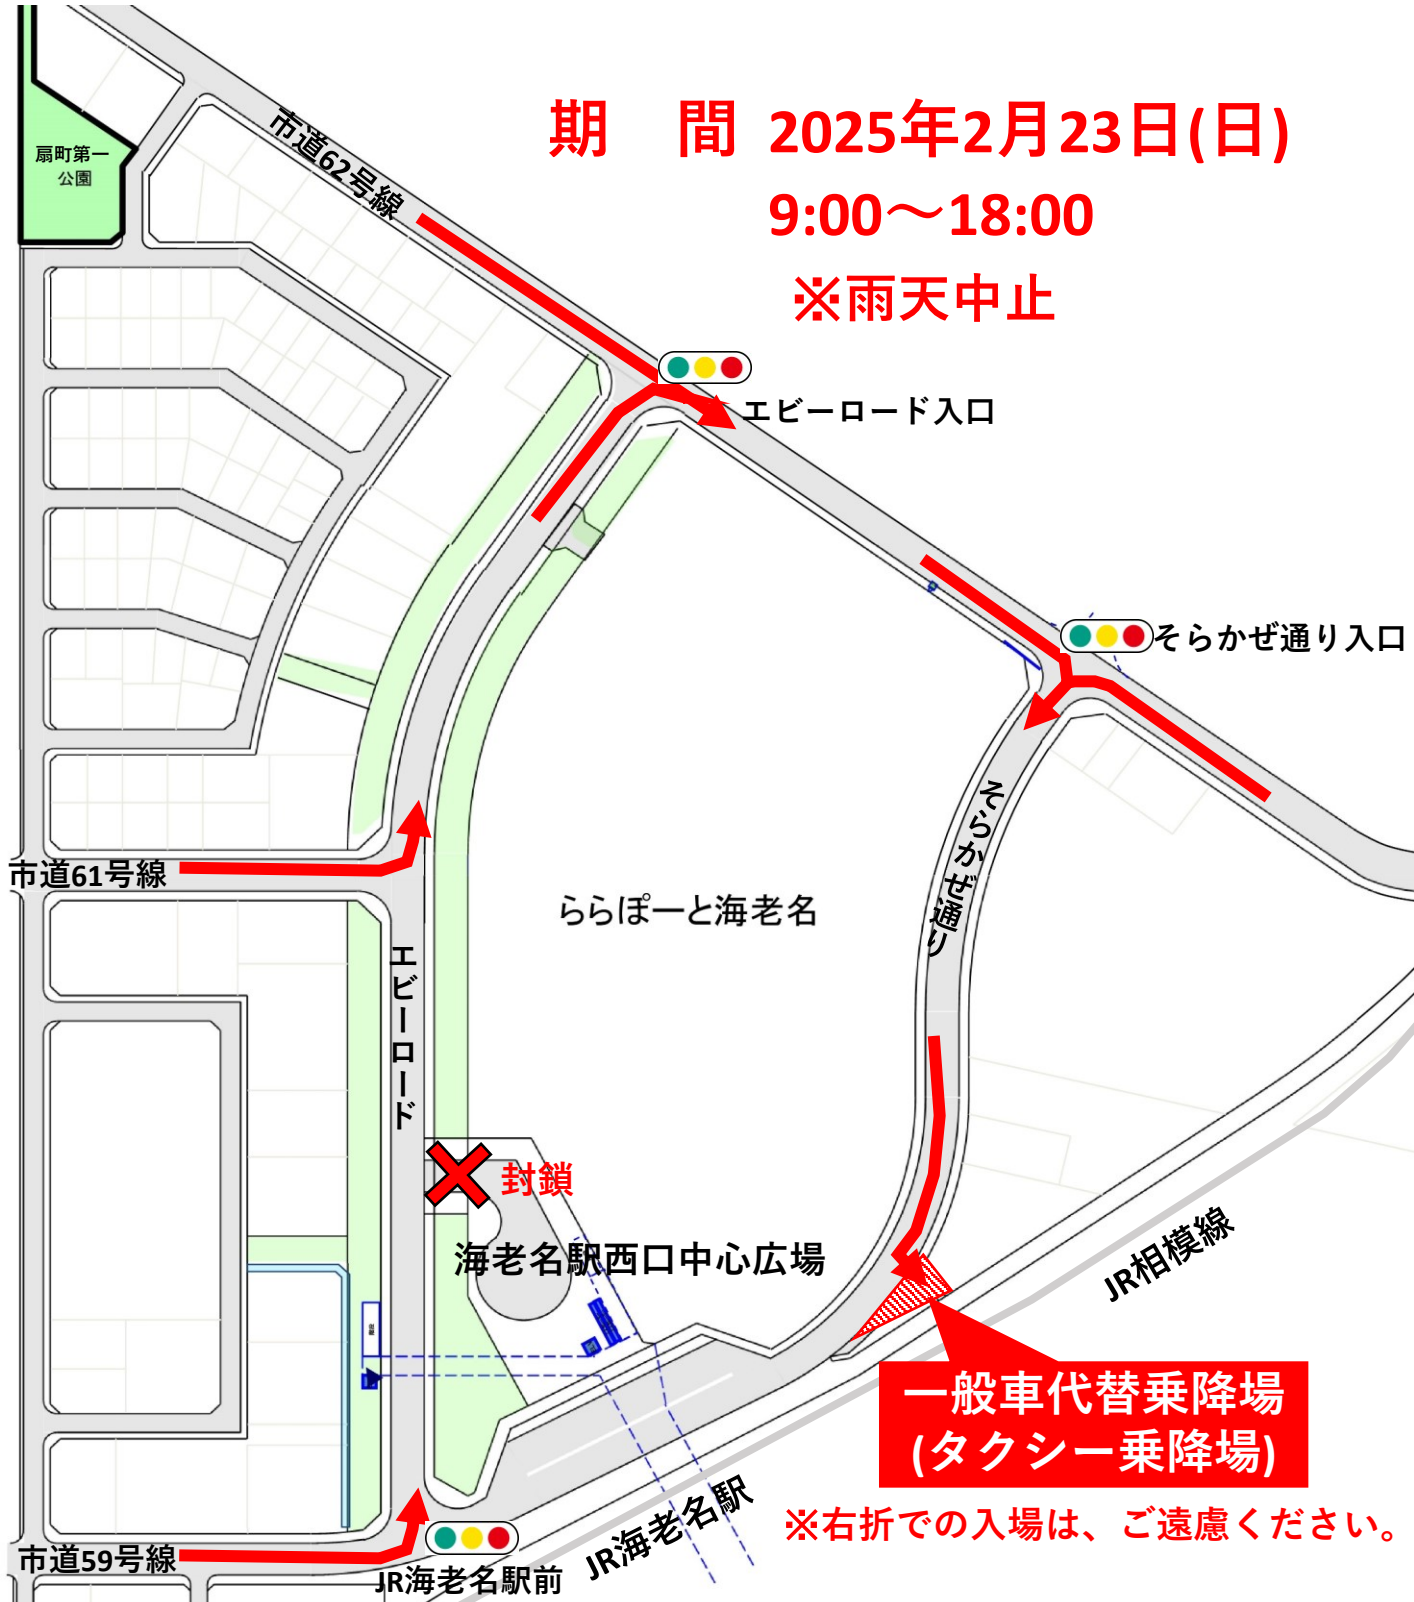 期　間 2025年2月23日(日)
9:00～18:00
※雨天中止
扇町第一
公園
市道62号線
エビーロード入口
そらかぜ通り入口
そらかぜ通り
市道61号線
ららぽーと海老名
エビーロード
封鎖
海老名駅西口中心広場
JR相模線
一般車代替乗降場
(タクシー乗降場)
※右折での入場は、ご遠慮ください。
JR海老名駅
市道59号線
JR海老名駅前